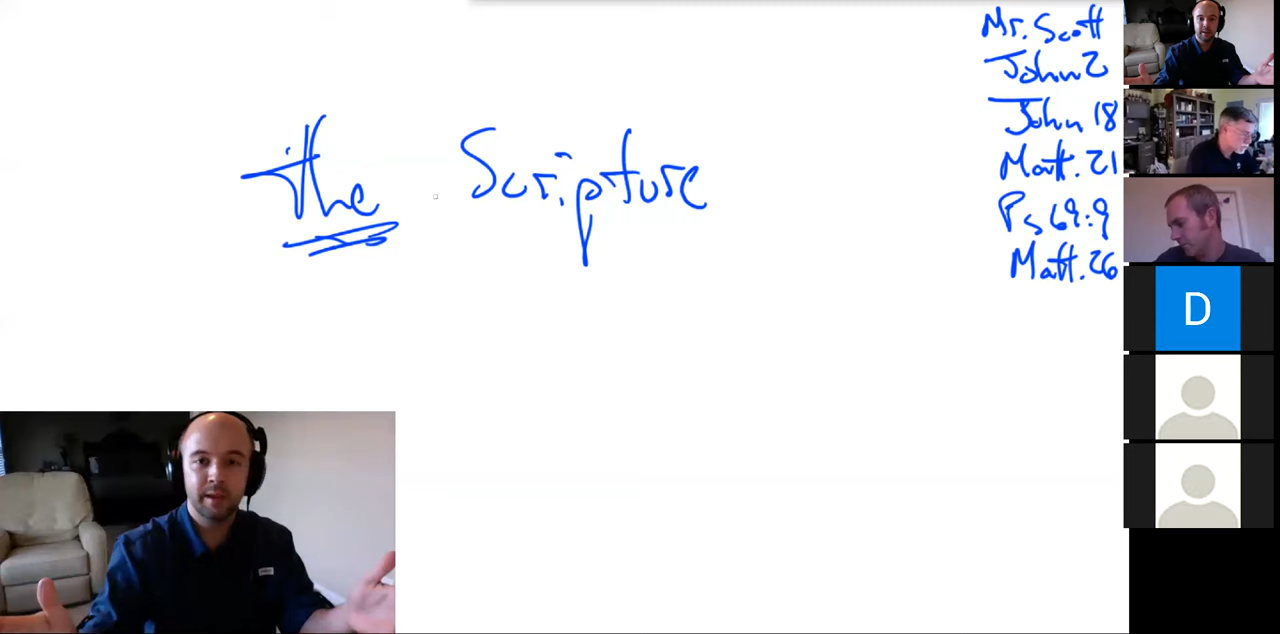 the Scripture
Mr. Scott
John 2
John 18
Matt. 21
Ps 69:9
Matt. 26
D